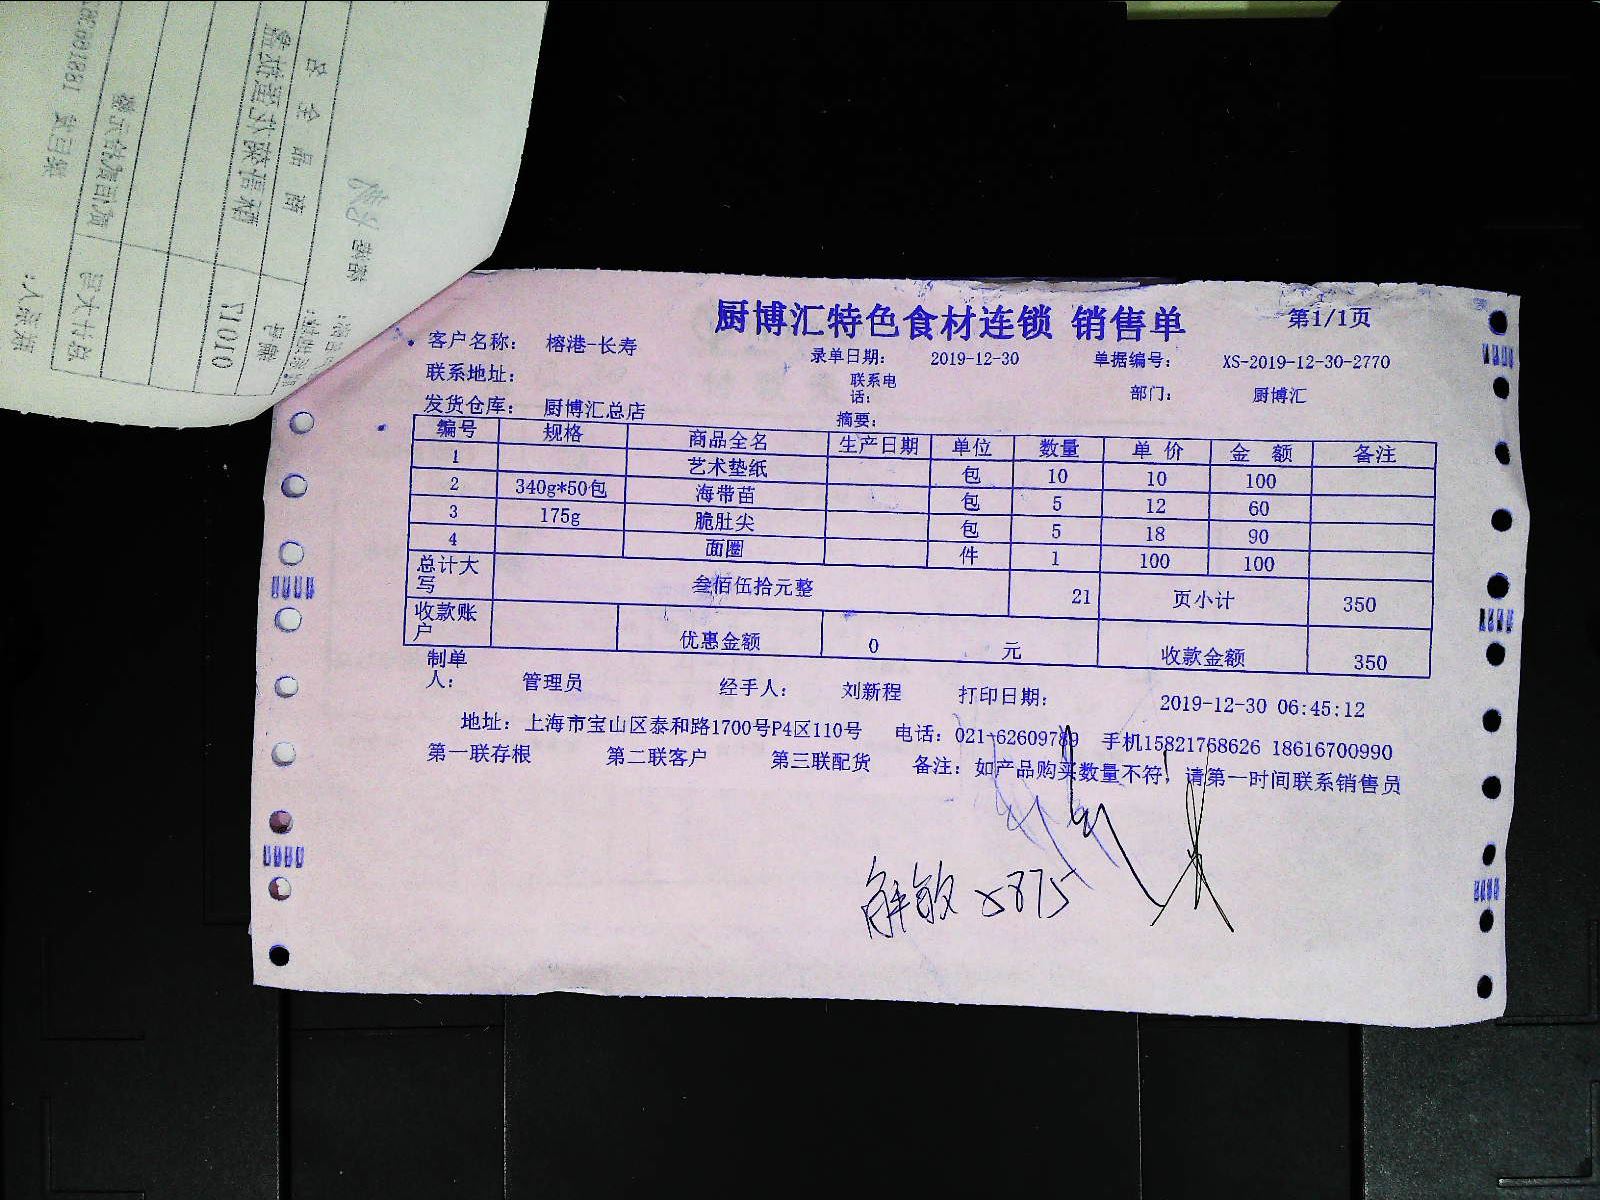 厨博汇特色食材连锁 销售单 第1/1页
客户名称： 榕港-长寿 录单日期： 2019-12-30 单据编号： XS-2019-12-30-2770
联系地址： 联系电话： 部门： 厨博汇
发货仓库： 厨博汇总店 摘要：
编号 规格 商品全名 生产日期 单位 数量 单 价 金 额 备注
1 艺术垫纸 包 10 10 100
2 340g*50包 海带苗 包 5 12 60
3 175g 脆肚尖 包 5 18 90
4 面圈 件 1 100 100
总计大写 叁佰伍拾元整 21 页小计 350
收款账户 优惠金额 0 元 收款金额 350
制单人： 管理员 经手人： 刘新程 打印日期： 2019-12-30 06:45:12
地址：上海市宝山区泰和路1700号P4区110号 电话：021-62609789 手机15821768626 18616700990
第一联存根 第二联客户 第三联配货 备注：如产品购买数量不符，请第一时间联系销售员
解敏 5875